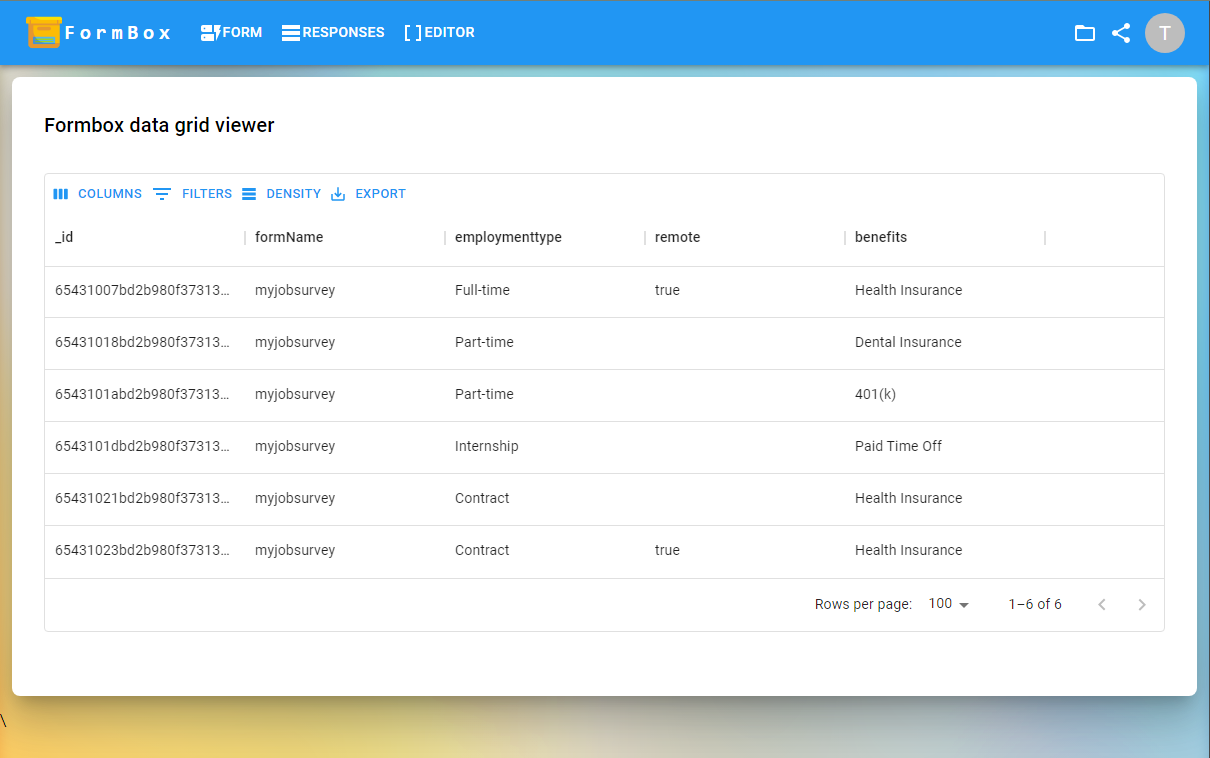 FormBox FORM RESPONSES [ ] EDITOR T
Formbox data grid viewer
COLUMNS FILTERS DENSITY EXPORT
_id formName employmenttype remote benefits
65431007bd2b980f37313... myjobsurvey Full-time true Health Insurance
65431018bd2b980f37313... myjobsurvey Part-time Dental Insurance
6543101abd2b980f37313... myjobsurvey Part-time 401(k)
6543101dbd2b980f37313... myjobsurvey Internship Paid Time Off
65431021bd2b980f37313... myjobsurvey Contract Health Insurance
65431023bd2b980f37313... myjobsurvey Contract true Health Insurance
Rows per page: 100 1–6 of 6
\